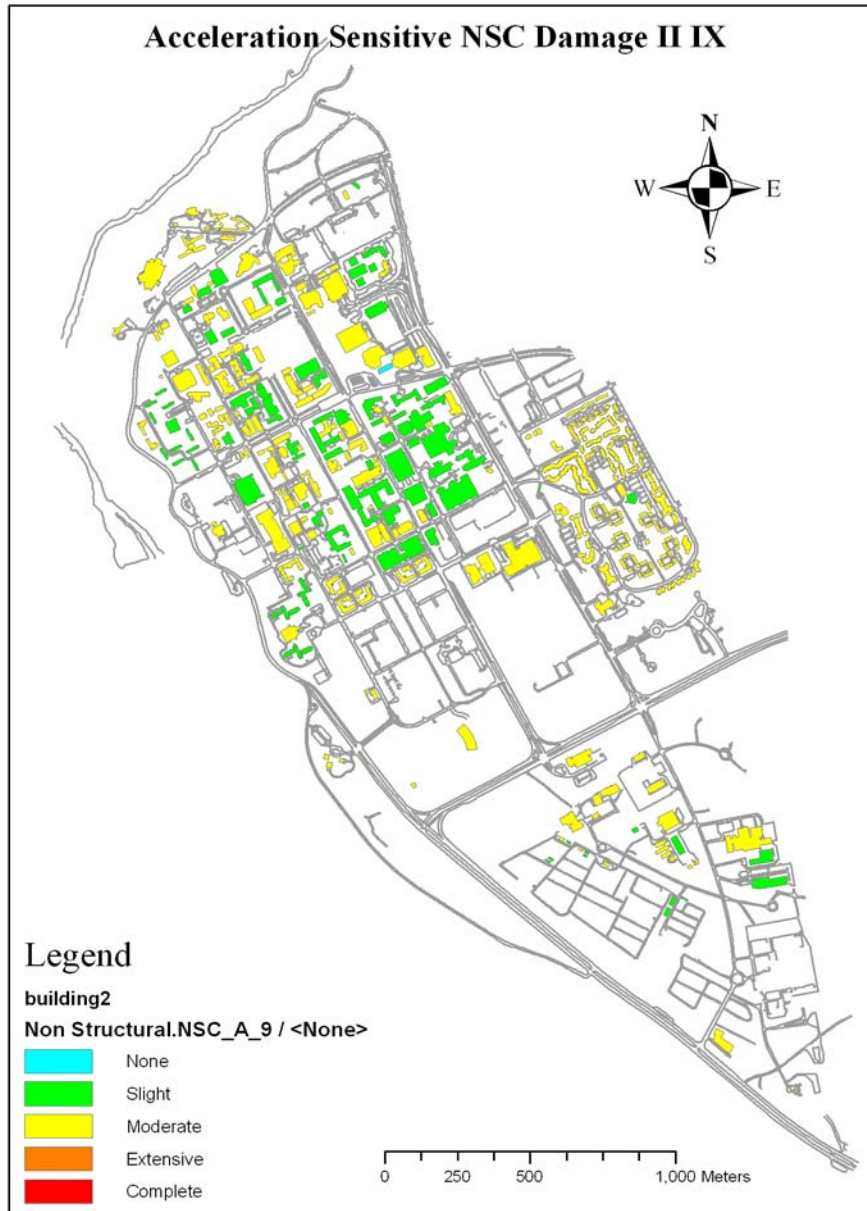 Acceleration Sensitive NSC Damage II IX
N
W E
S
Legend
building2
Non Structural.NSC_A_9 / <None>
None
Slight
Moderate
Extensive
Complete
0 250 500 1,000 Meters